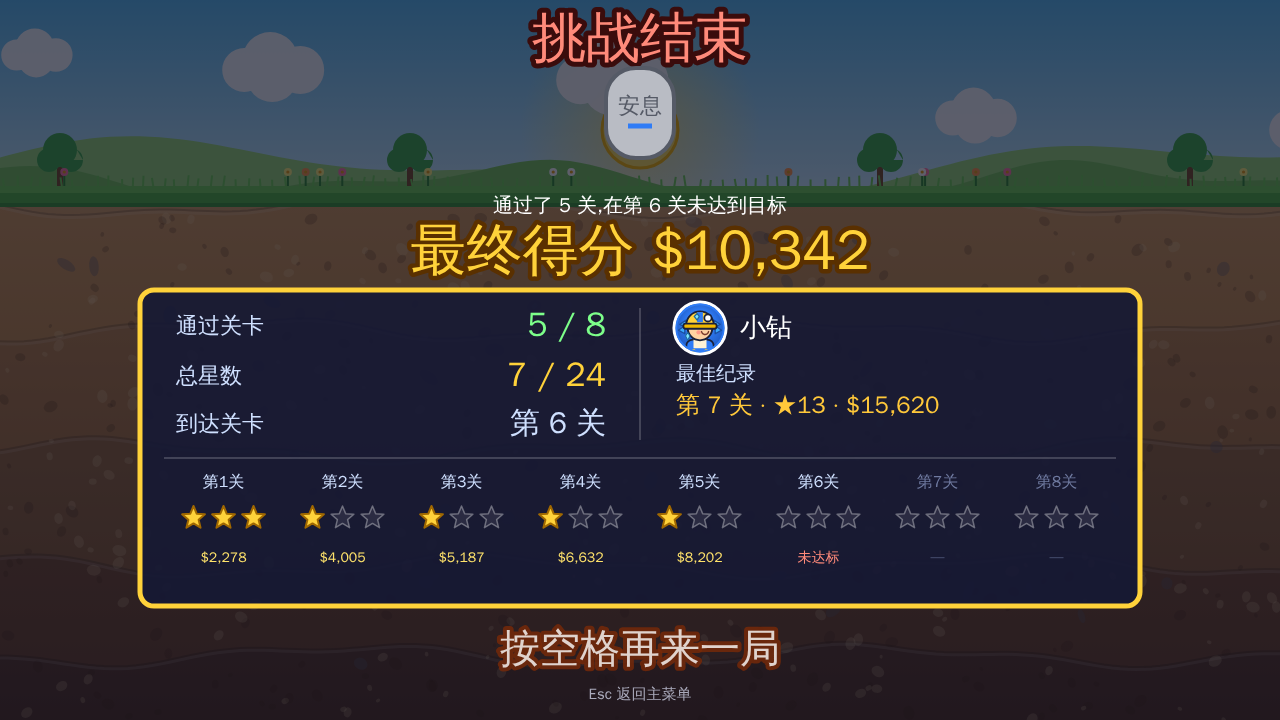 挑战结束
安息
通过了 5 关,在第 6 关未达到目标
最终得分 $10,342
通过关卡 5 / 8
总星数 7 / 24
到达关卡 第 6 关
小钻
最佳纪录
第 7 关 · ★13 · $15,620
第1关 第2关 第3关 第4关 第5关 第6关 第7关 第8关
$2,278 $4,005 $5,187 $6,632 $8,202 未达标 — —
按空格再来一局
Esc 返回主菜单